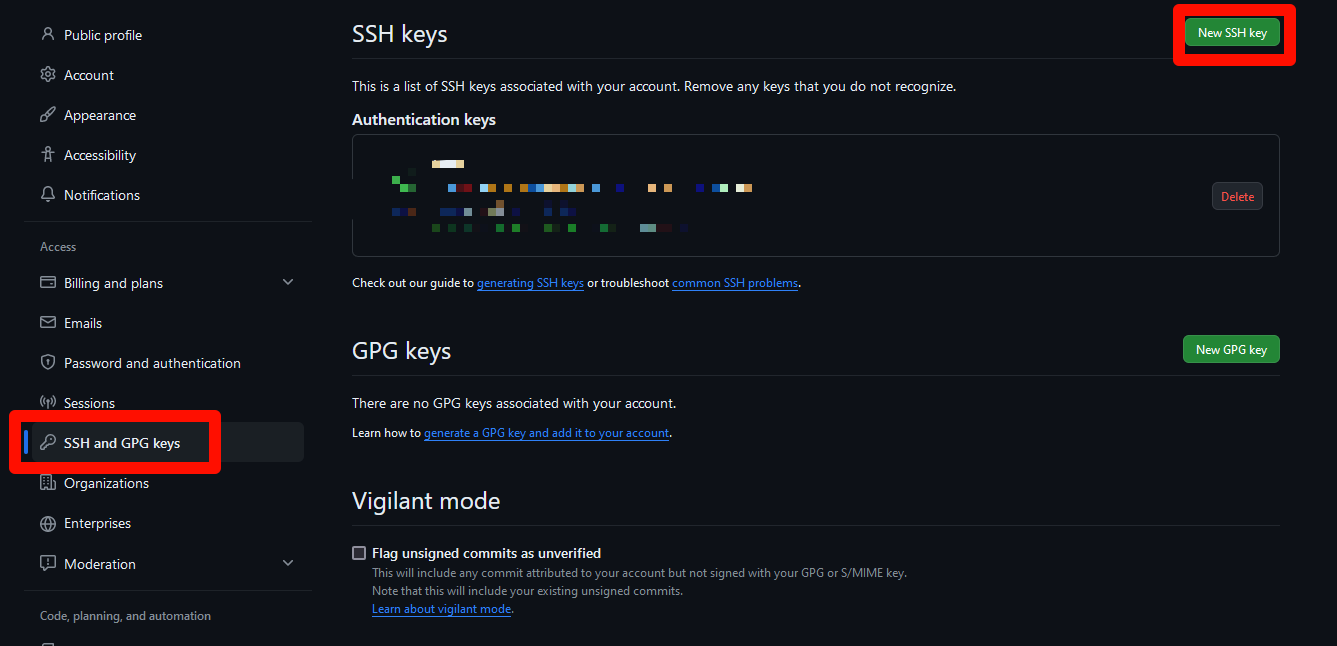 Public profile
Account
Appearance
Accessibility
Notifications
Access
Billing and plans
Emails
Password and authentication
Sessions
SSH and GPG keys
Organizations
Enterprises
Moderation
Code, planning, and automation
SSH keys
New SSH key
This is a list of SSH keys associated with your account. Remove any keys that you do not recognize.
Authentication keys
Delete
Check out our guide to generating SSH keys or troubleshoot common SSH problems.
GPG keys
New GPG key
There are no GPG keys associated with your account.
Learn how to generate a GPG key and add it to your account.
Vigilant mode
Flag unsigned commits as unverified
This will include any commit attributed to your account but not signed with your GPG or S/MIME key.
Note that this will include your existing unsigned commits.
Learn about vigilant mode.